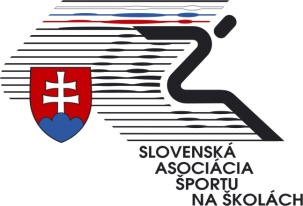 SLOVENSKÁ
ASOCIÁCIA
ŠPORTU
NA ŠKOLÁCH